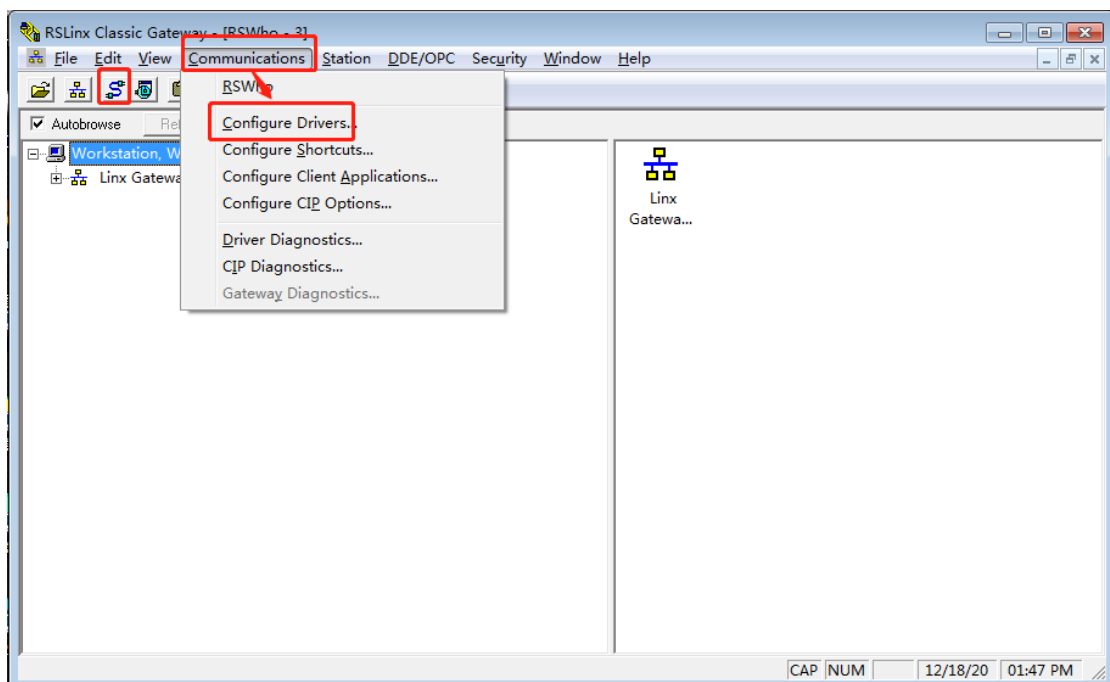 RSLinx Classic Gateway - [RSWho - 3]
File Edit View Communications Station DDE/OPC Security Window Help
RSWho
Autobrowse
Configure Drivers...
Workstation, W
Configure Shortcuts...
Linx Gatewa
Configure Client Applications...
Configure CIP Options...
Driver Diagnostics...
CIP Diagnostics...
Gateway Diagnostics...
Linx
Gatewa...
CAP NUM 12/18/20 01:47 PM